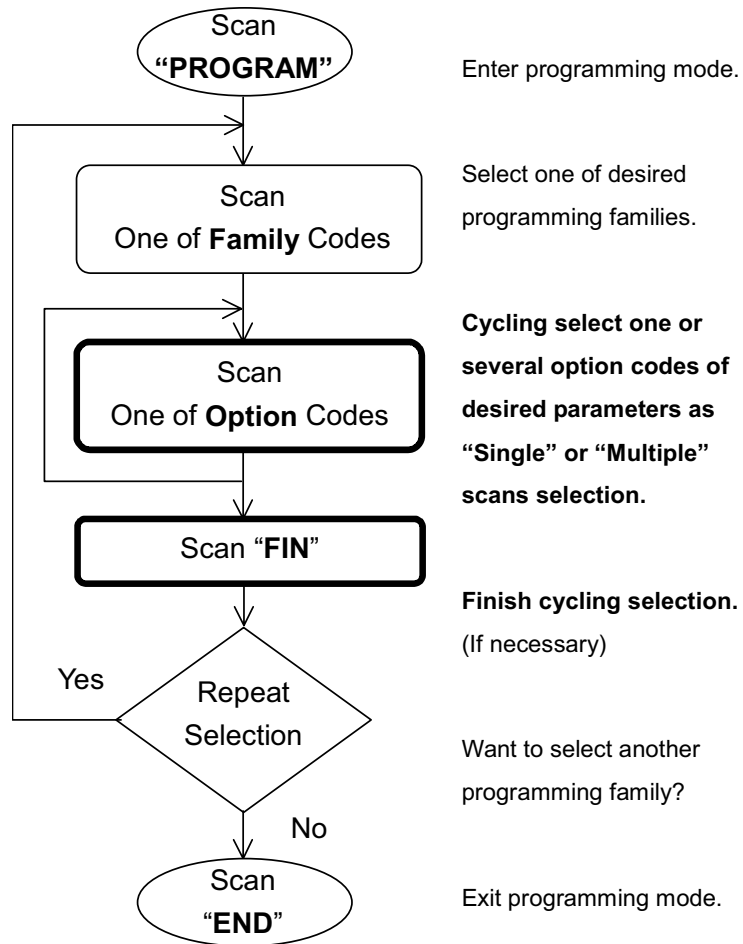 Scan
“PROGRAM”
Enter programming mode.
Scan
One of Family Codes
Select one of desired
programming families.
Scan
One of Option Codes
Cycling select one or
several option codes of
desired parameters as
“Single” or “Multiple”
scans selection.
Scan “FIN”
Finish cycling selection.
(If necessary)
Yes
Repeat
Selection
Want to select another
programming family?
No
Scan
“END”
Exit programming mode.